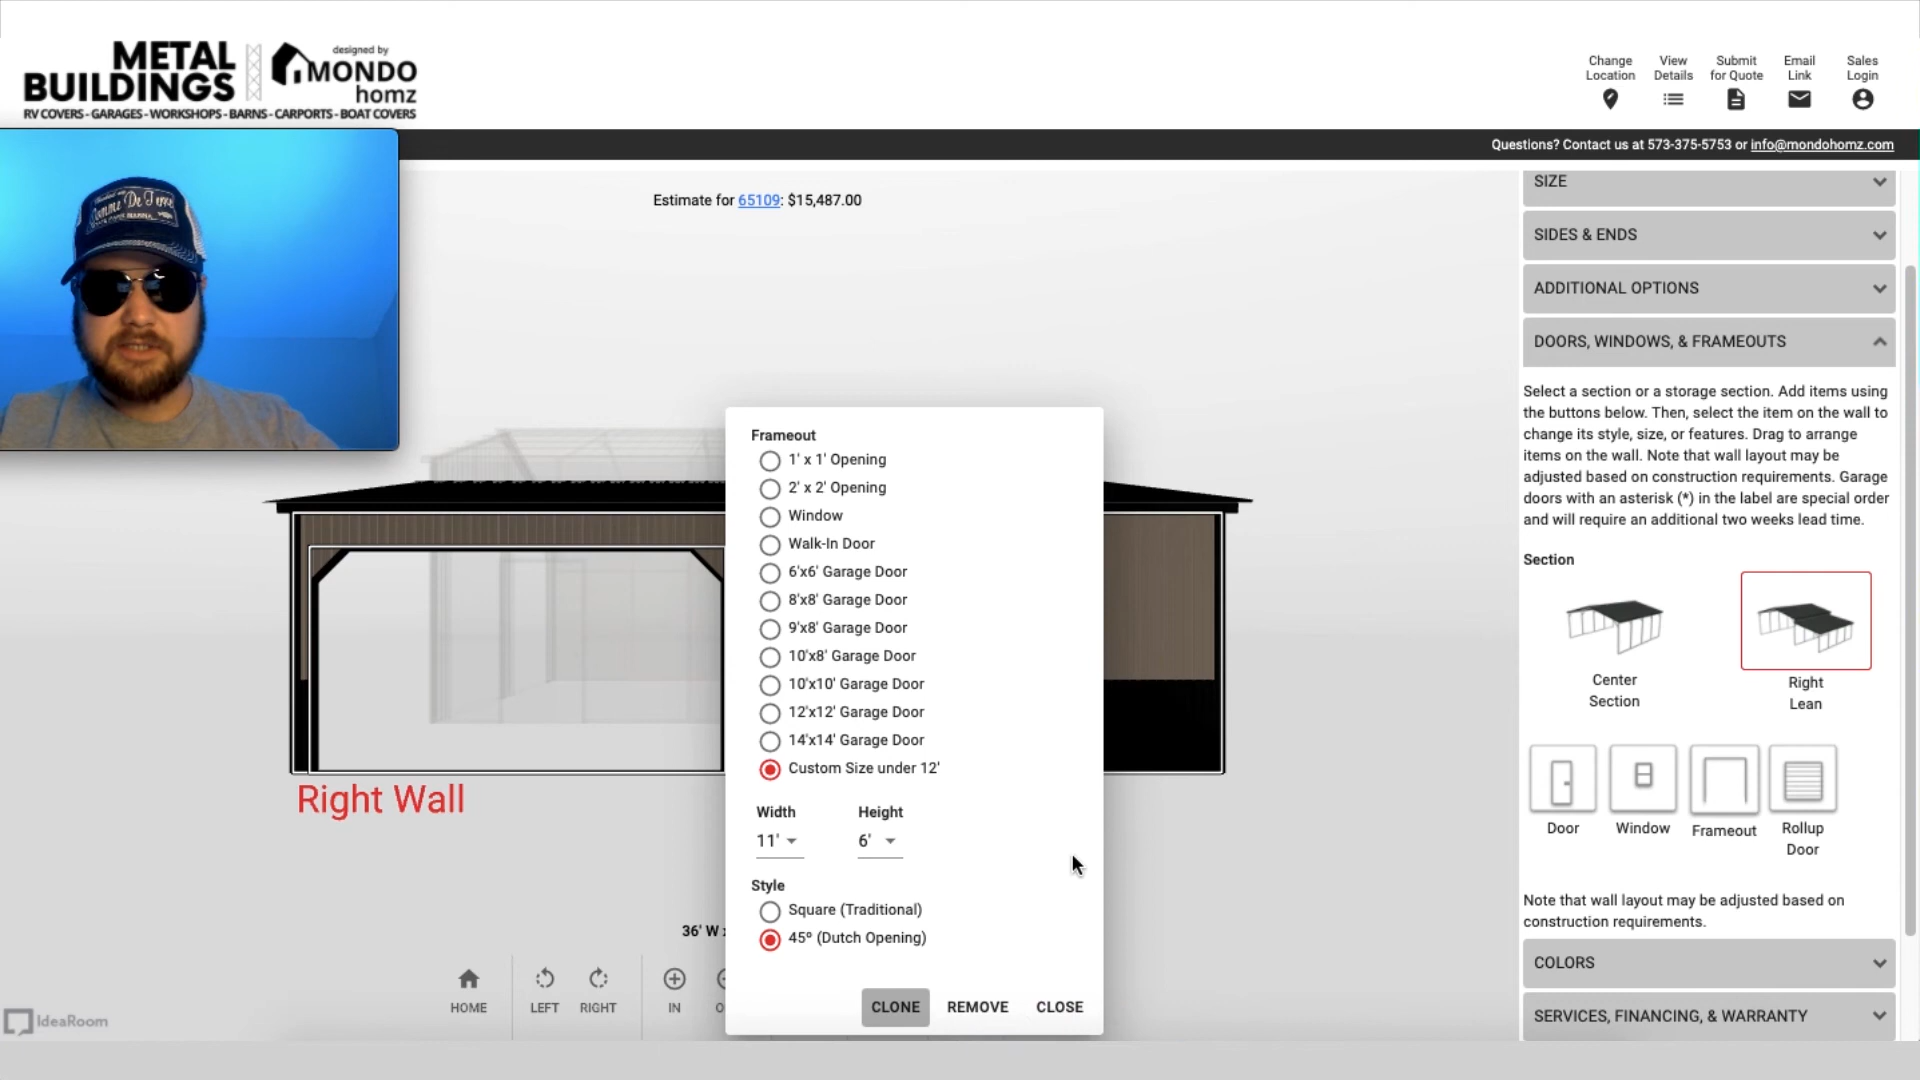 METAL
BUILDINGS
designed by
MONDO
homz
RV COVERS - GARAGES - WORKSHOPS - BARNS - CARPORTS - BOAT COVERS
Change
Location
View
Details
Submit
for Quote
Email
Link
Sales
Login
Questions? Contact us at 573-375-5753 or info@mondohomz.com
Estimate for 65109: $15,487.00
Frameout
1' x 1' Opening
2' x 2' Opening
Window
Walk-In Door
6'x6' Garage Door
8'x8' Garage Door
9'x8' Garage Door
10'x8' Garage Door
10'x10' Garage Door
12'x12' Garage Door
14'x14' Garage Door
Custom Size under 12'
Width
Height
11'
6'
Style
Square (Traditional)
45º (Dutch Opening)
CLONE
REMOVE
CLOSE
Right Wall
36' W
HOME
LEFT
RIGHT
IN
IdeaRoom
SIZE
SIDES & ENDS
ADDITIONAL OPTIONS
DOORS, WINDOWS, & FRAMEOUTS
Select a section or a storage section. Add items using
the buttons below. Then, select the item on the wall to
change its style, size, or features. Drag to arrange
items on the wall. Note that wall layout may be
adjusted based on construction requirements. Garage
doors with an asterisk (*) in the label are special order
and will require an additional two weeks lead time.
Section
Center
Section
Right
Lean
Door
Window
Frameout
Rollup
Door
Note that wall layout may be adjusted based on
construction requirements.
COLORS
SERVICES, FINANCING, & WARRANTY